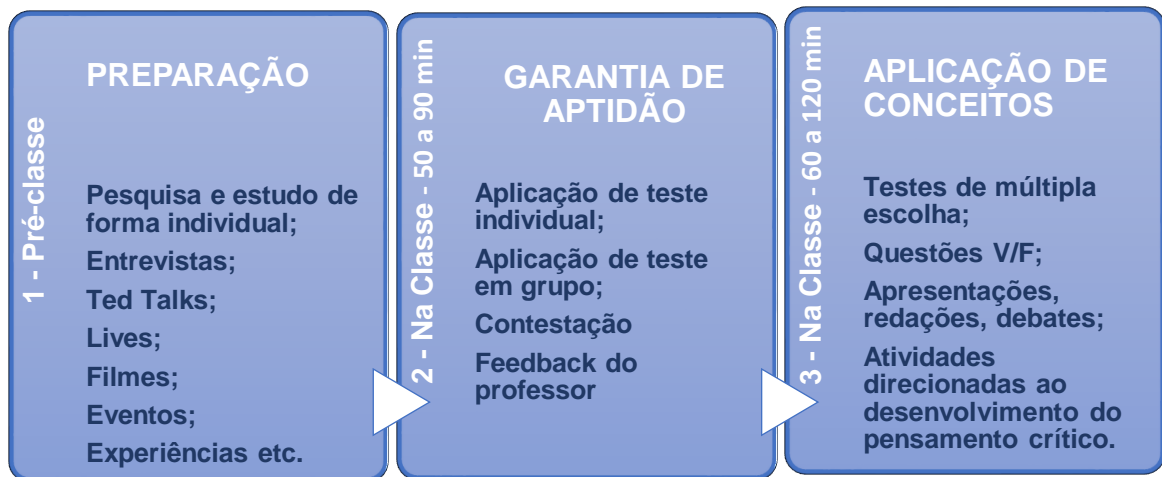 1 - Pré-classe
PREPARAÇÃO
Pesquisa e estudo de
forma individual;
Entrevistas;
Ted Talks;
Lives;
Filmes;
Eventos;
Experiências etc.
2 - Na Classe - 50 a 90 min
GARANTIA DE
APTIDÃO
Aplicação de teste
individual;
Aplicação de teste
em grupo;
Contestação
Feedback do
professor
3 - Na Classe - 60 a 120 min
APLICAÇÃO DE
CONCEITOS
Testes de múltipla
escolha;
Questões V/F;
Apresentações,
redações, debates;
Atividades
direcionadas ao
desenvolvimento do
pensamento crítico.